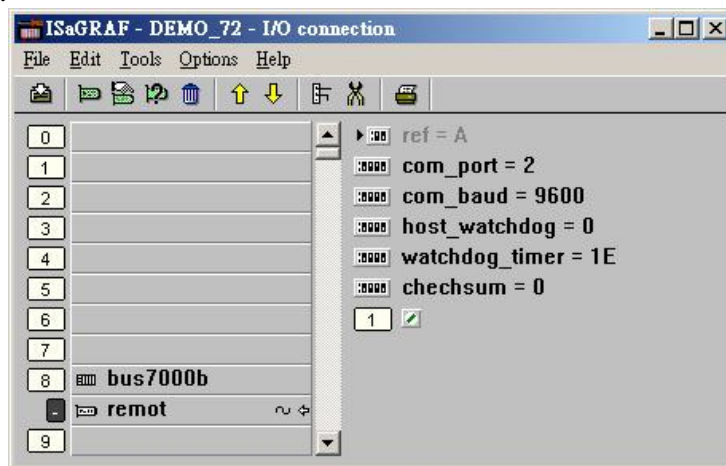 ISaGRAF - DEMO_72 - I/O connection
File Edit Tools Options Help
0
1
2
3
4
5
6
7
8 bus7000b
- remot
9
ref = A
com_port = 2
com_baud = 9600
host_watchdog = 0
watchdog_timer = 1E
chechsum = 0
1